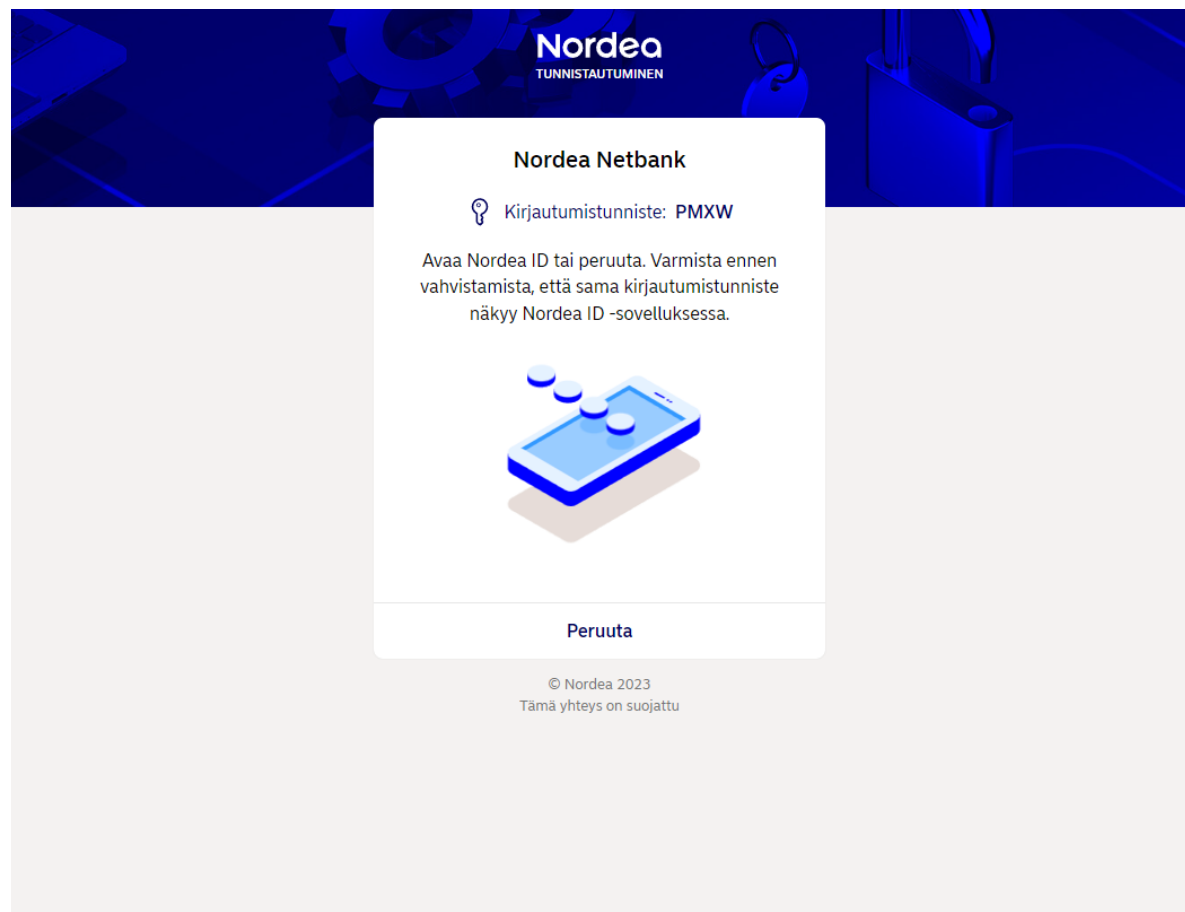 Nordea
TUNNISTAUTUMINEN
Nordea Netbank
Kirjautumistunniste: PMXW
Avaa Nordea ID tai peruuta. Varmista ennen
vahvistamista, että sama kirjautumistunniste
näkyy Nordea ID -sovelluksessa.
Peruuta
© Nordea 2023
Tämä yhteys on suojattu